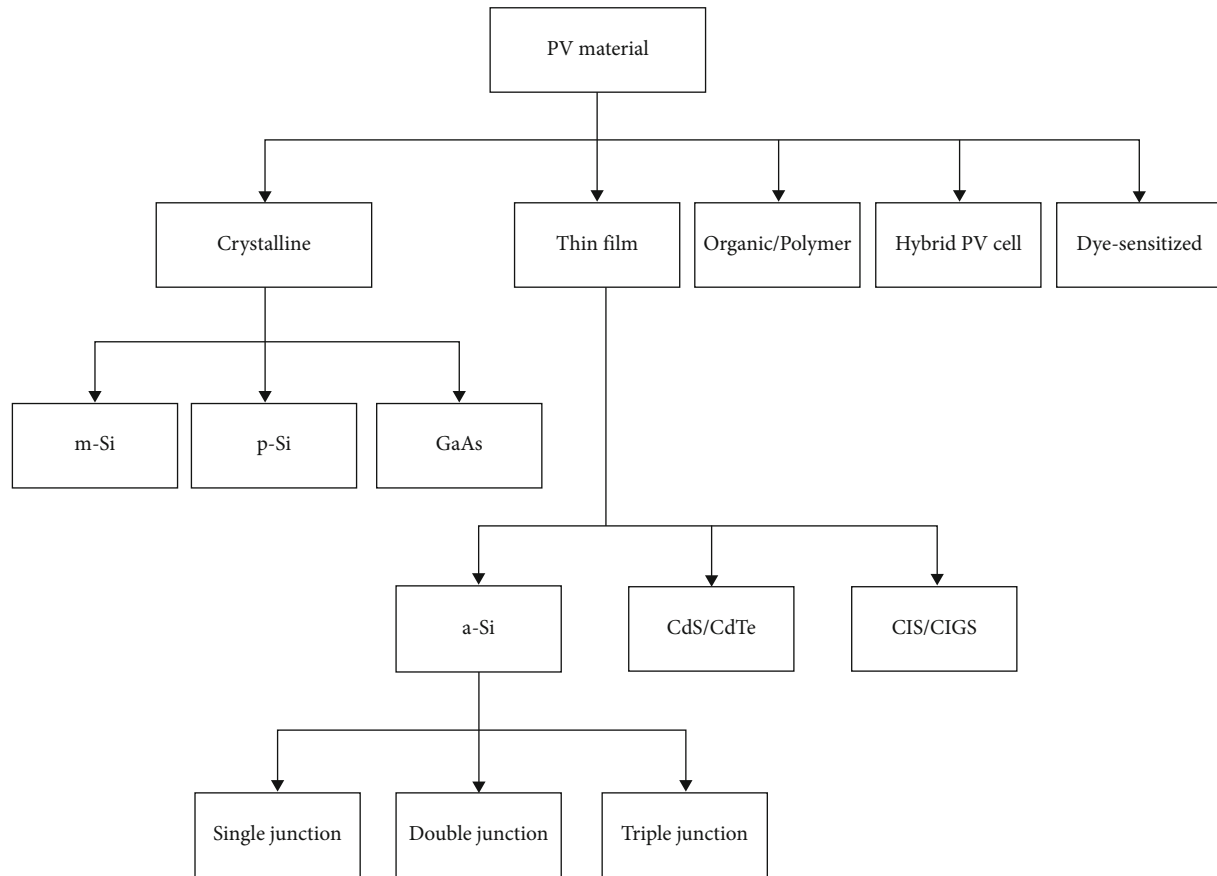 PV material
Crystalline
Thin film
Organic/Polymer
Hybrid PV cell
Dye-sensitized
m-Si
p-Si
GaAs
a-Si
CdS/CdTe
CIS/CIGS
Single junction
Double junction
Triple junction